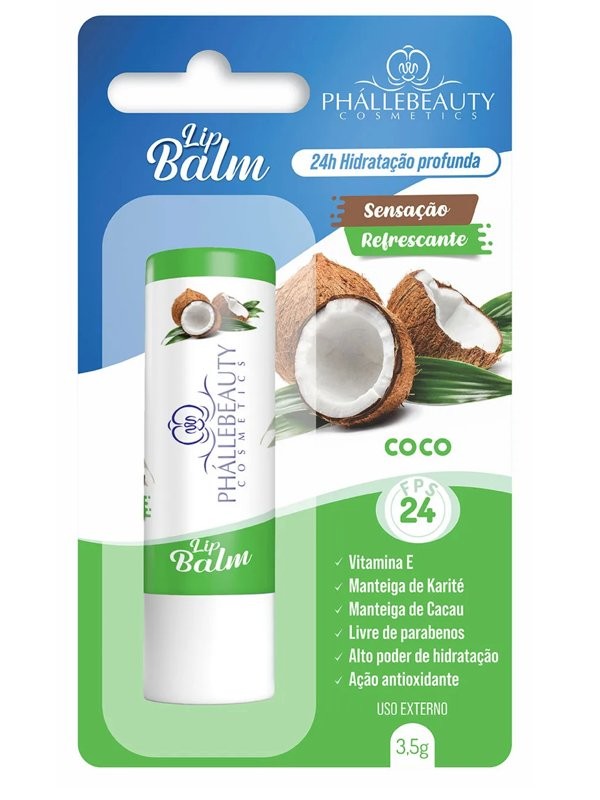 PHÁLLEBEAUTY
COSMETICS
Lip
Balm
24h Hidratação profunda
Sensação
Refrescante
PHÁLLEBEAUTY
COSMETICS
Lip
Balm
COCO
FPS
24
Vitamina E
Manteiga de Karité
Manteiga de Cacau
Livre de parabenos
Alto poder de hidratação
Ação antioxidante
USO EXTERNO
3,5g